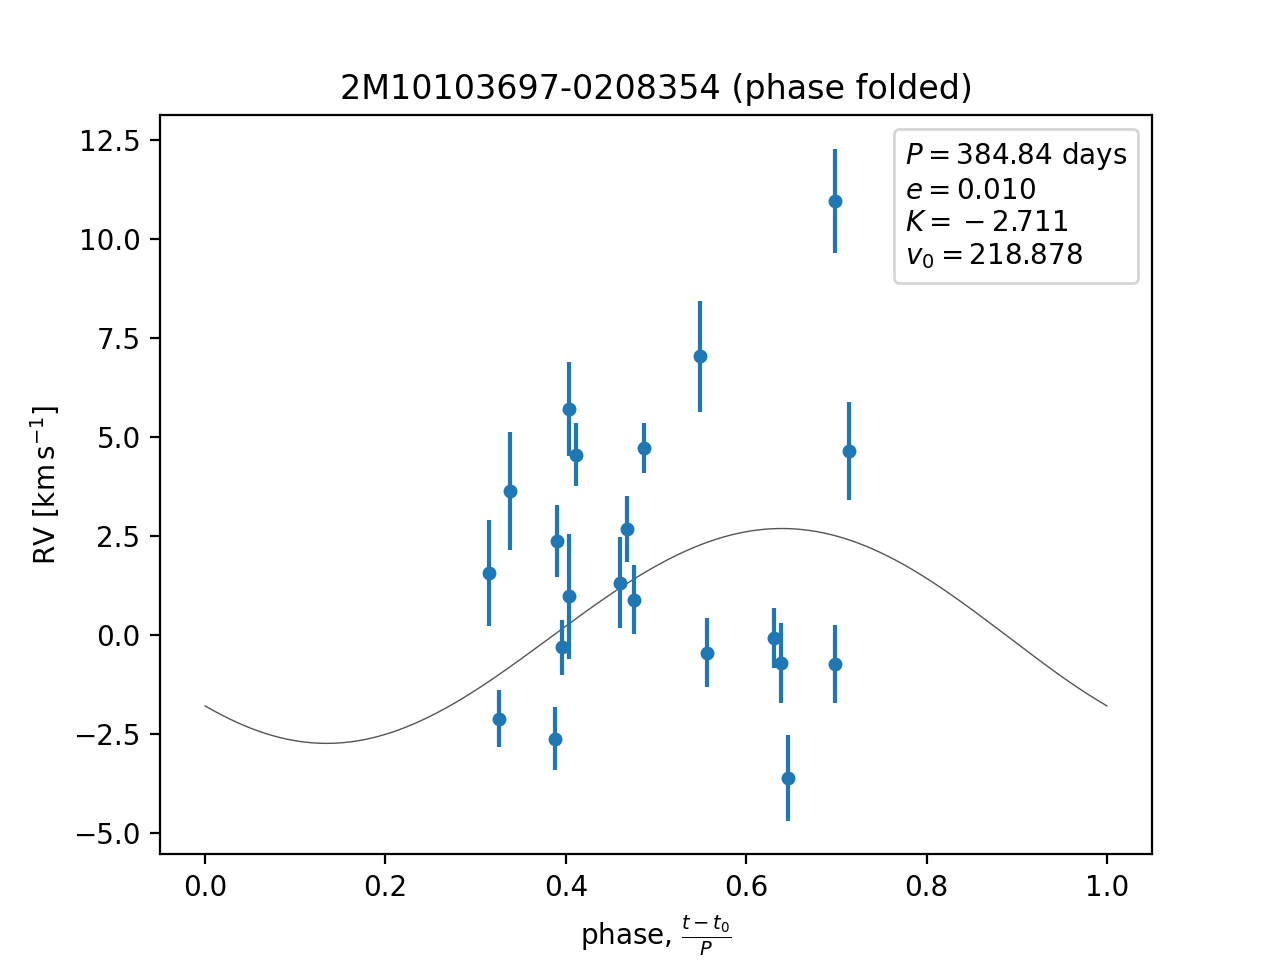 2M10103697-0208354 (phase folded)
P = 384.84 days
e = 0.010
K = −2.711
v₀ = 218.878
12.5
10.0
7.5
5.0
2.5
0.0
−2.5
−5.0
RV [km s⁻¹]
0.0 0.2 0.4 0.6 0.8 1.0
phase, (t − t₀)/P